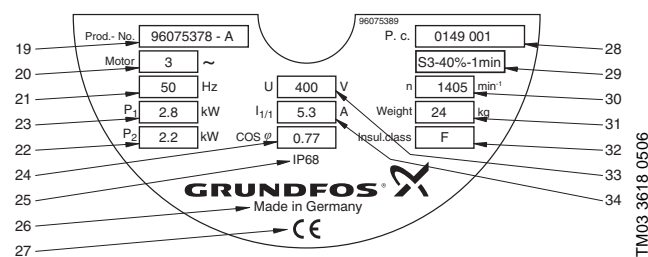 96075389
19 Prod.- No. 96075378 - A P. c. 0149 001 28
20 Motor 3 ~ S3-40%-1min 29
21 50 Hz U 400 V n 1405 min-1 30
23 P1 2.8 kW I1/1 5.3 A Weight 24 kg 31
22 P2 2.2 kW COS φ 0.77 Insul.class F 32
24 IP68 33
25 GRUNDFOS® 34
26 Made in Germany
27 CE
TM03 3618 0506